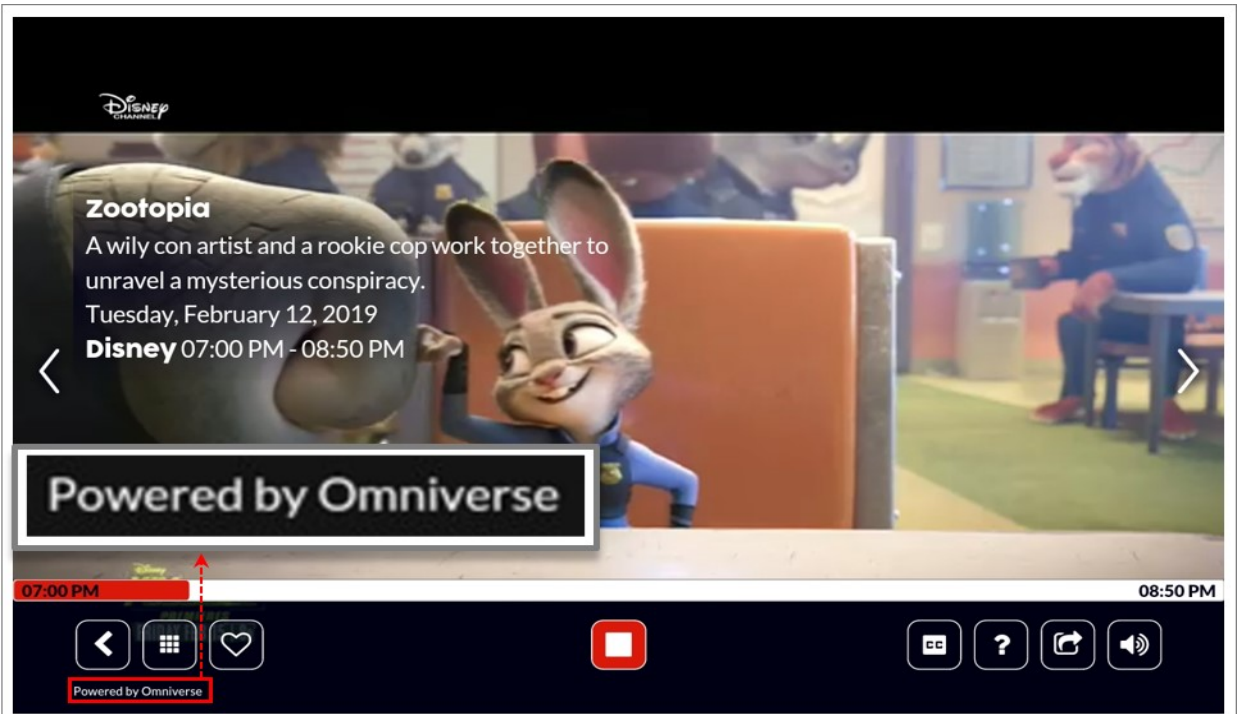 Disney
CHANNEL
Zootopia
A wily con artist and a rookie cop work together to
unravel a mysterious conspiracy.
Tuesday, February 12, 2019
Disney 07:00 PM - 08:50 PM
Powered by Omniverse
07:00 PM
08:50 PM
CC
?
Powered by Omniverse